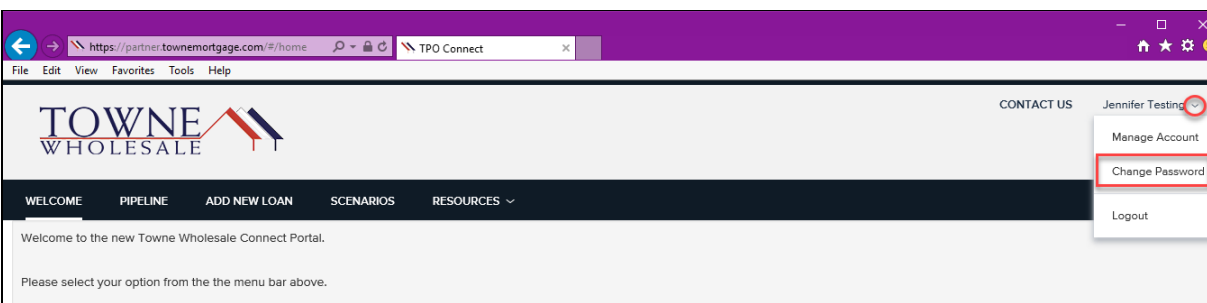 https://partner.townemortgage.com/#/home
TPO Connect
File Edit View Favorites Tools Help
TOWNE
WHOLESALE
CONTACT US
Jennifer Testing
Manage Account
Change Password
Logout
WELCOME PIPELINE ADD NEW LOAN SCENARIOS RESOURCES
Welcome to the new Towne Wholesale Connect Portal.
Please select your option from the the menu bar above.